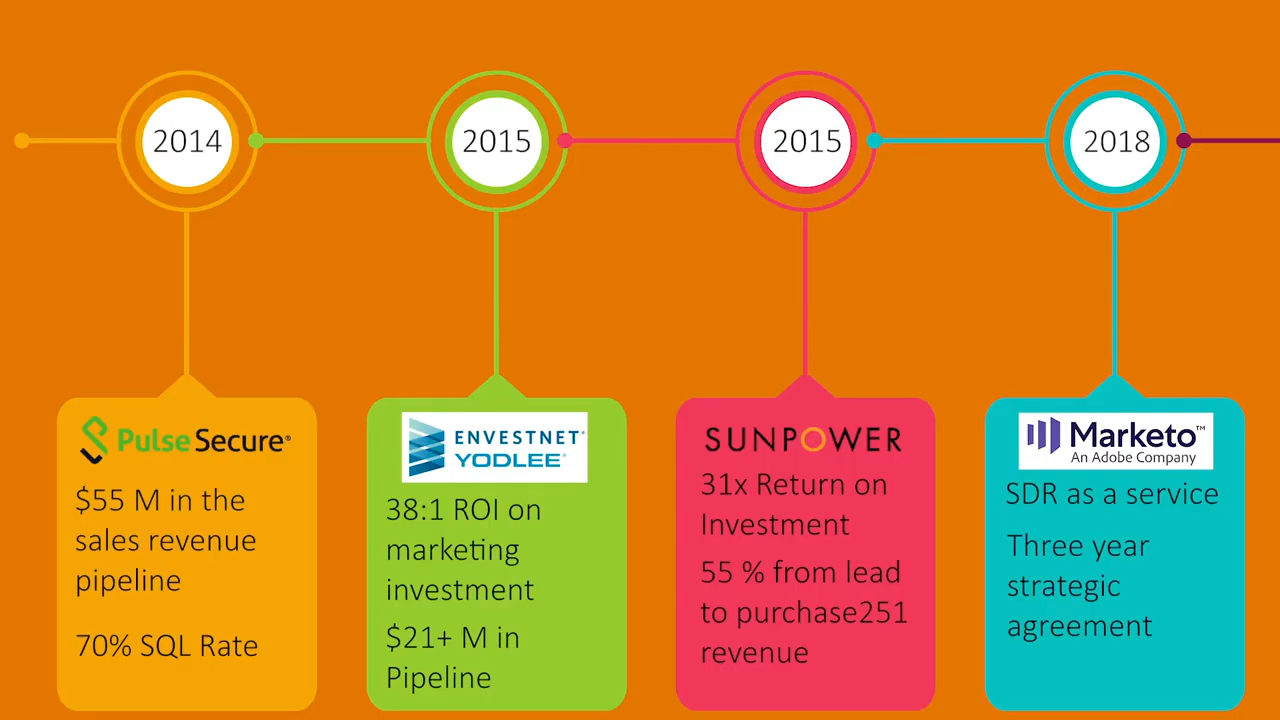 2014
2015
2015
2018
Pulse Secure®
$55 M in the
sales revenue
pipeline
70% SQL Rate
ENVESTNET®
YODLEE®
38:1 ROI on
marketing
investment
$21+ M in
Pipeline
SUNPOWER
31x Return on
Investment
55 % from lead
to purchase251
revenue
Marketo™
An Adobe Company
SDR as a service
Three year
strategic
agreement